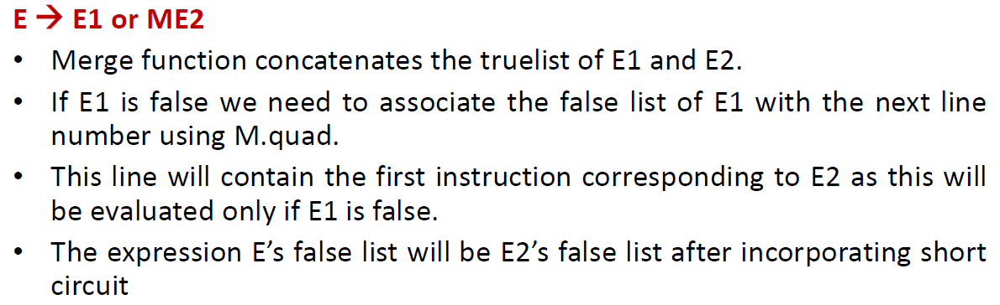 E → E1 or ME2
• Merge function concatenates the truelist of E1 and E2.
• If E1 is false we need to associate the false list of E1 with the next line
number using M.quad.
• This line will contain the first instruction corresponding to E2 as this will
be evaluated only if E1 is false.
• The expression E’s false list will be E2’s false list after incorporating short
circuit